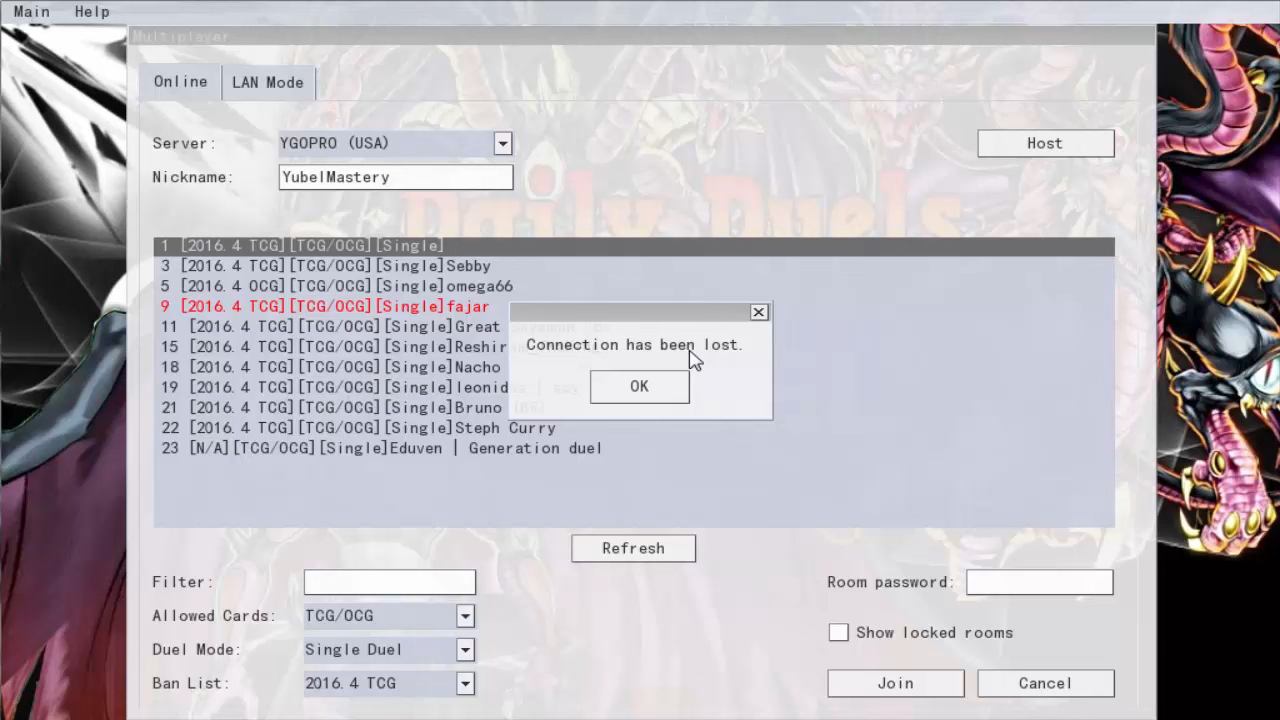 Main Help
Multiplayer
Online LAN Mode
Server: YGOPRO (USA) Host
Nickname: YubelMastery
Daily Duels
1 [2016.4 TCG][TCG/OCG][Single]
3 [2016.4 TCG][TCG/OCG][Single]Sebby
5 [2016.4 OCG][TCG/OCG][Single]omega66
9 [2016.4 TCG][TCG/OCG][Single]fajar
11 [2016.4 TCG][TCG/OCG][Single]Great
15 [2016.4 TCG][TCG/OCG][Single]Reshir
18 [2016.4 TCG][TCG/OCG][Single]Nacho
19 [2016.4 TCG][TCG/OCG][Single]leonid
21 [2016.4 TCG][TCG/OCG][Single]Bruno
22 [2016.4 TCG][TCG/OCG][Single]Steph Curry
23 [N/A][TCG/OCG][Single]Eduven | Generation duel
Connection has been lost.
OK
Refresh
Filter: Room password:
Allowed Cards: TCG/OCG
Show locked rooms
Duel Mode: Single Duel
Ban List: 2016.4 TCG Join Cancel